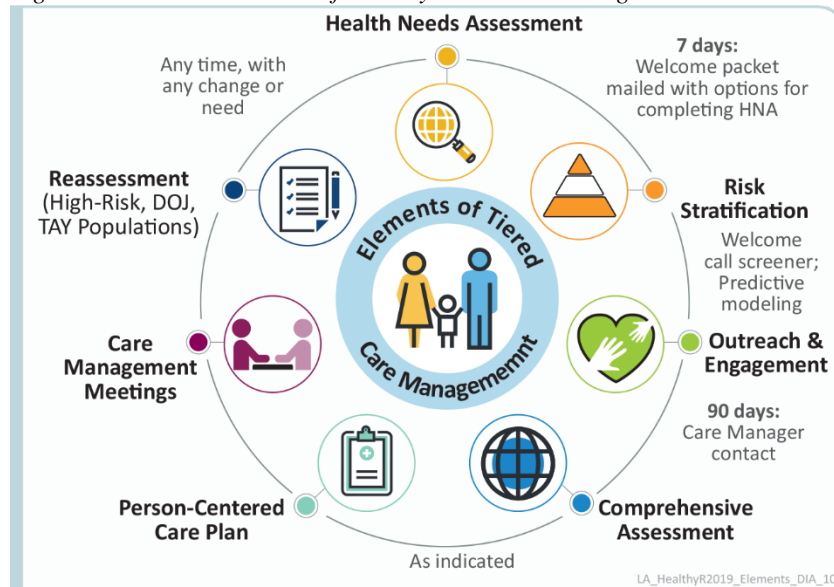 Health Needs Assessment
7 days:
Welcome packet
mailed with options for
completing HNA
Risk
Stratification
Welcome
call screener;
Predictive
modeling
Outreach &
Engagement
90 days:
Care Manager
contact
Comprehensive
Assessment
As indicated
Person-Centered
Care Plan
Care
Management
Meetings
Reassessment
(High-Risk, DOJ,
TAY Populations)
Any time, with
any change or
need
Elements of Tiered
Care Managememnt
LA_HealthyR2019_Elements_DIA_10